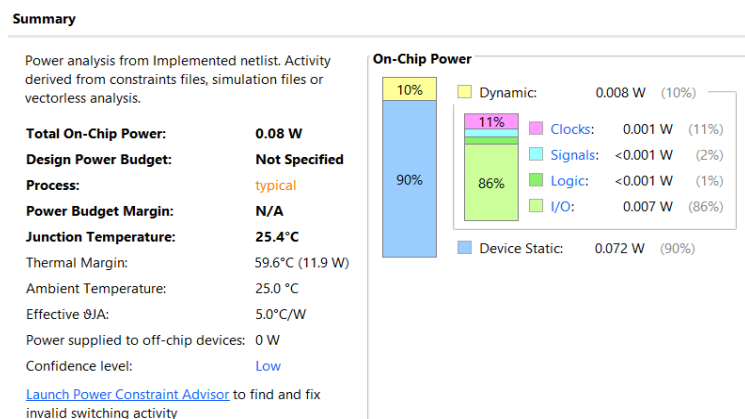 Summary
Power analysis from Implemented netlist. Activity
derived from constraints files, simulation files or
vectorless analysis.
Total On-Chip Power: 0.08 W
Design Power Budget: Not Specified
Process: typical
Power Budget Margin: N/A
Junction Temperature: 25.4°C
Thermal Margin: 59.6°C (11.9 W)
Ambient Temperature: 25.0 °C
Effective ϑJA: 5.0°C/W
Power supplied to off-chip devices: 0 W
Confidence level: Low
Launch Power Constraint Advisor to find and fix
invalid switching activity
On-Chip Power
10%
90%
Dynamic: 0.008 W (10%)
11%
86%
Clocks: 0.001 W (11%)
Signals: <0.001 W (2%)
Logic: <0.001 W (1%)
I/O: 0.007 W (86%)
Device Static: 0.072 W (90%)